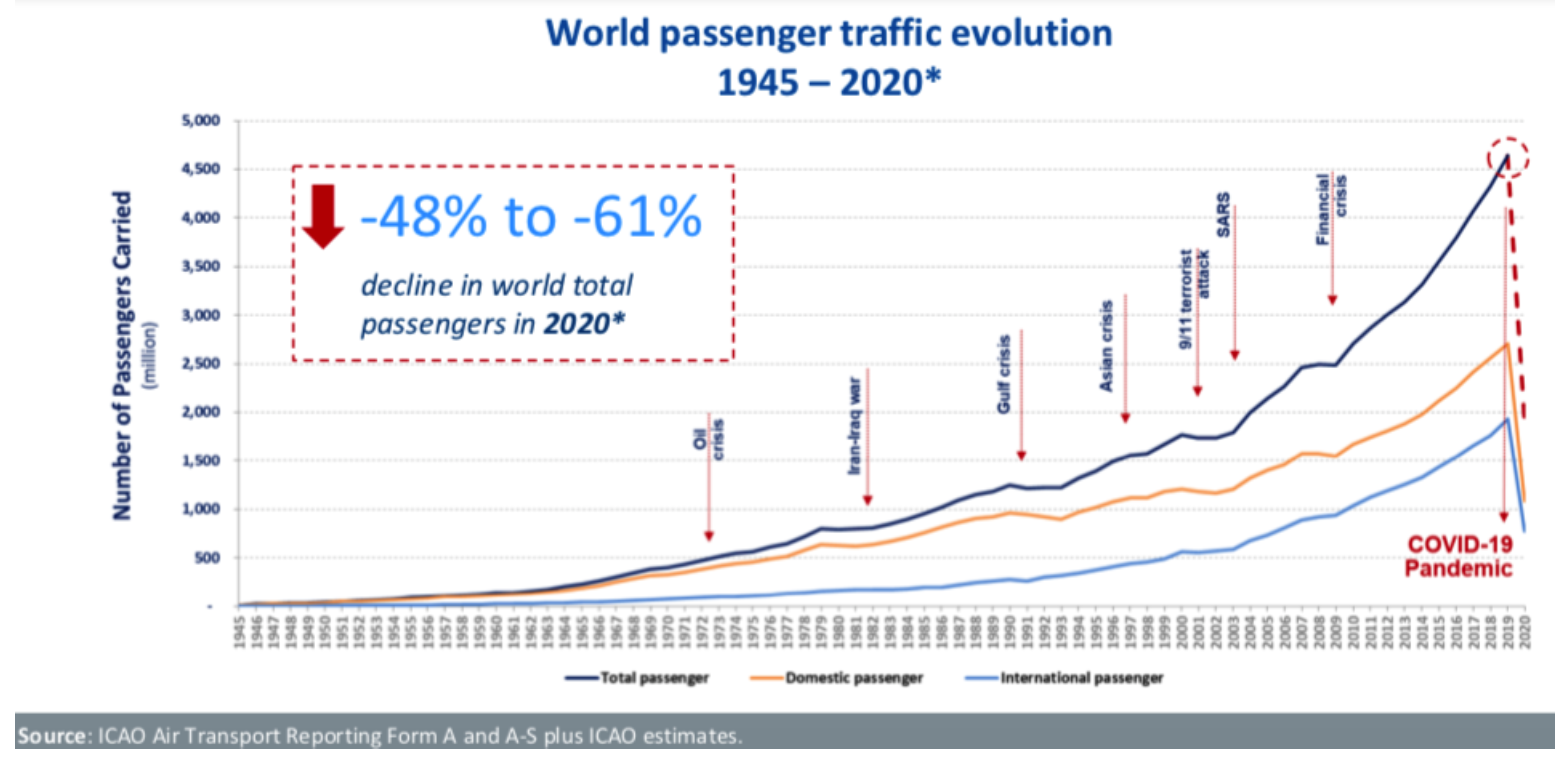 World passenger traffic evolution
1945 – 2020*
Number of Passengers Carried
(million)
5,000
4,500
4,000
3,500
3,000
2,500
2,000
1,500
1,000
500
-
-48% to -61%
decline in world total
passengers in 2020*
Oil
crisis
Iran-Iraq war
Gulf crisis
Asian crisis
9/11 terrorist
attack
SARS
Financial
crisis
COVID-19
Pandemic
1945 1946 1947 1948 1949 1950 1951 1952 1953 1954 1955 1956 1957 1958 1959 1960 1961 1962 1963 1964 1965 1966 1967 1968 1969 1970 1971 1972 1973 1974 1975 1976 1977 1978 1979 1980 1981 1982 1983 1984 1985 1986 1987 1988 1989 1990 1991 1992 1993 1994 1995 1996 1997 1998 1999 2000 2001 2002 2003 2004 2005 2006 2007 2008 2009 2010 2011 2012 2013 2014 2015 2016 2017 2018 2019 2020
Total passenger Domestic passenger International passenger
Source: ICAO Air Transport Reporting Form A and A-S plus ICAO estimates.